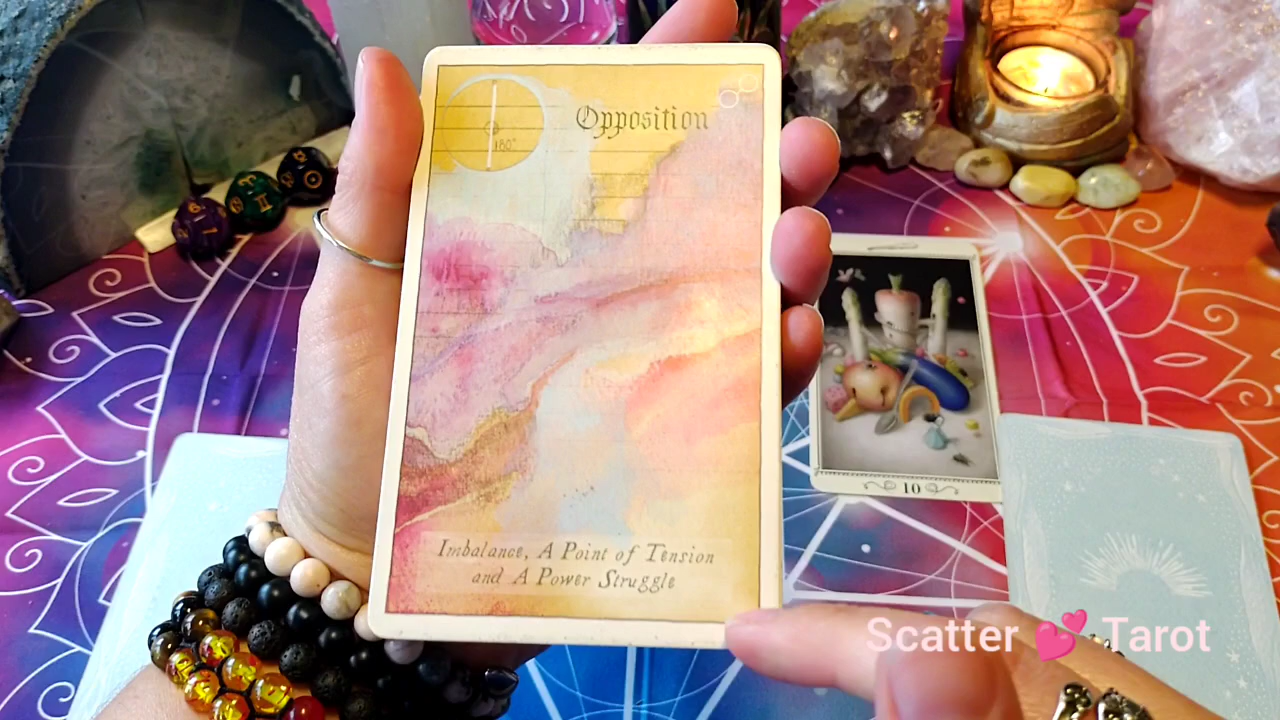 Opposition
180°
Imbalance, A Point of Tension
and A Power Struggle
10
Scatter 💕 Tarot